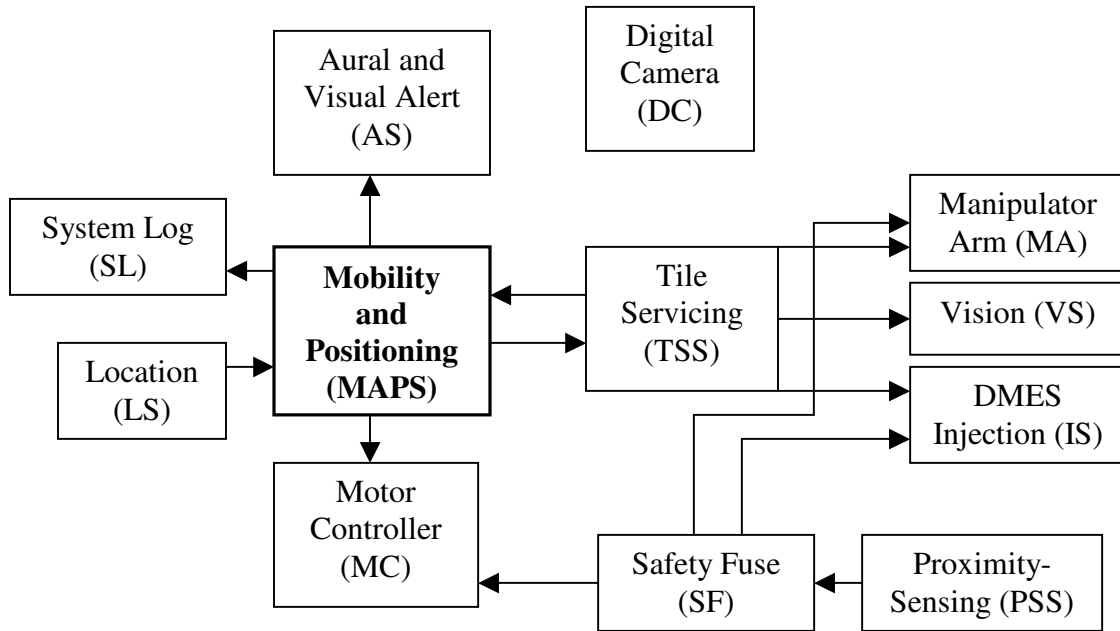 Aural and
Visual Alert
(AS)
Digital
Camera
(DC)
System Log
(SL)
Mobility
and
Positioning
(MAPS)
Tile
Servicing
(TSS)
Manipulator
Arm (MA)
Vision (VS)
Location
(LS)
DMES
Injection (IS)
Motor
Controller
(MC)
Safety Fuse
(SF)
Proximity-
Sensing (PSS)